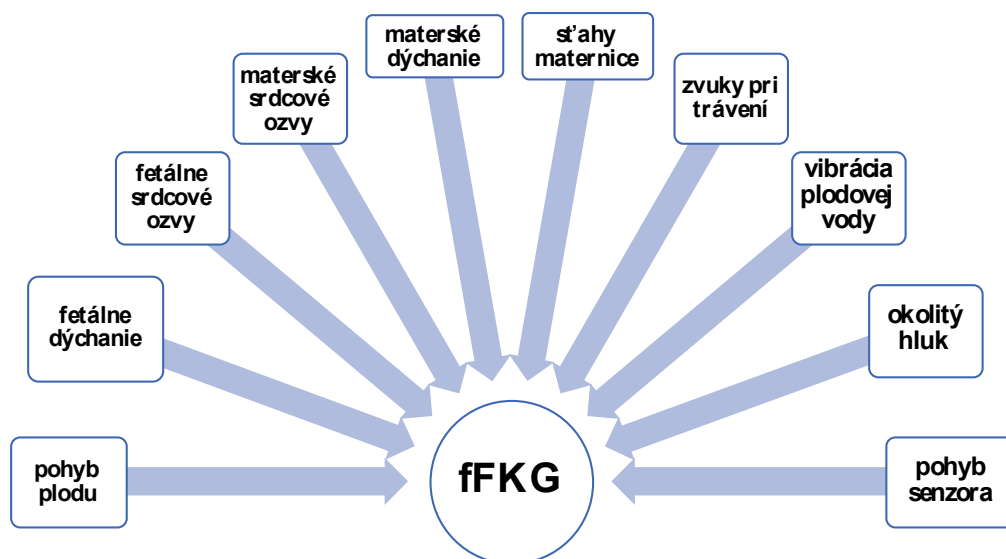 pohyb
plodu
fetálne
dýchanie
fetálne
srdcové
ozvy
materské
srdcové
ozvy
materské
dýchanie
sťahy
maternice
zvuky pri
trávení
vibrácia
plodovej
vody
okolitý
hluk
pohyb
senzora
fFKG